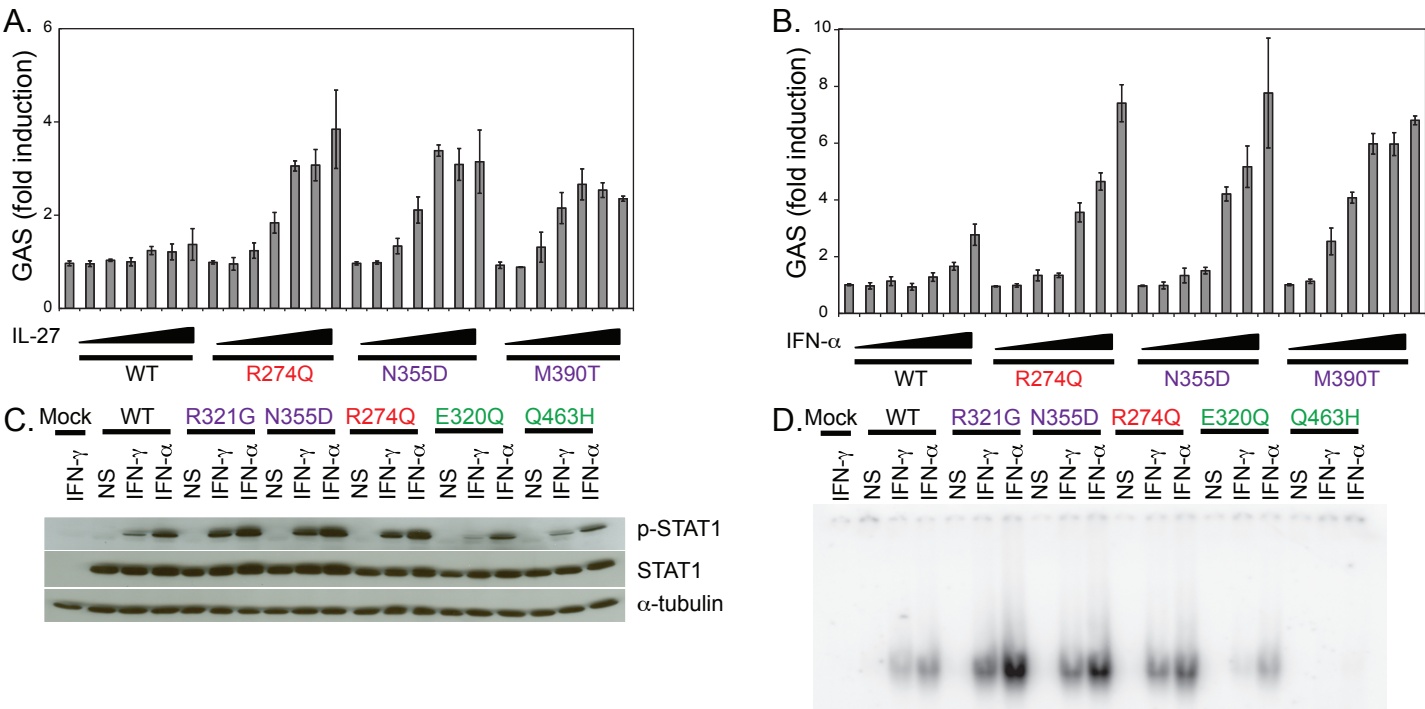 A.
GAS (fold induction)
6
4
2
0
IL-27
WT R274Q N355D M390T
B.
GAS (fold induction)
10
8
6
4
2
0
IFN-α
WT R274Q N355D M390T
C.
Mock WT R321G N355D R274Q E320Q Q463H
IFN-γ NS IFN-γ IFN-α NS IFN-γ IFN-α NS IFN-γ IFN-α NS IFN-γ IFN-α NS IFN-γ IFN-α NS IFN-γ IFN-α
p-STAT1
STAT1
α-tubulin
D.
Mock WT R321G N355D R274Q E320Q Q463H
IFN-γ NS IFN-γ IFN-α NS IFN-γ IFN-α NS IFN-γ IFN-α NS IFN-γ IFN-α NS IFN-γ IFN-α NS IFN-γ IFN-α